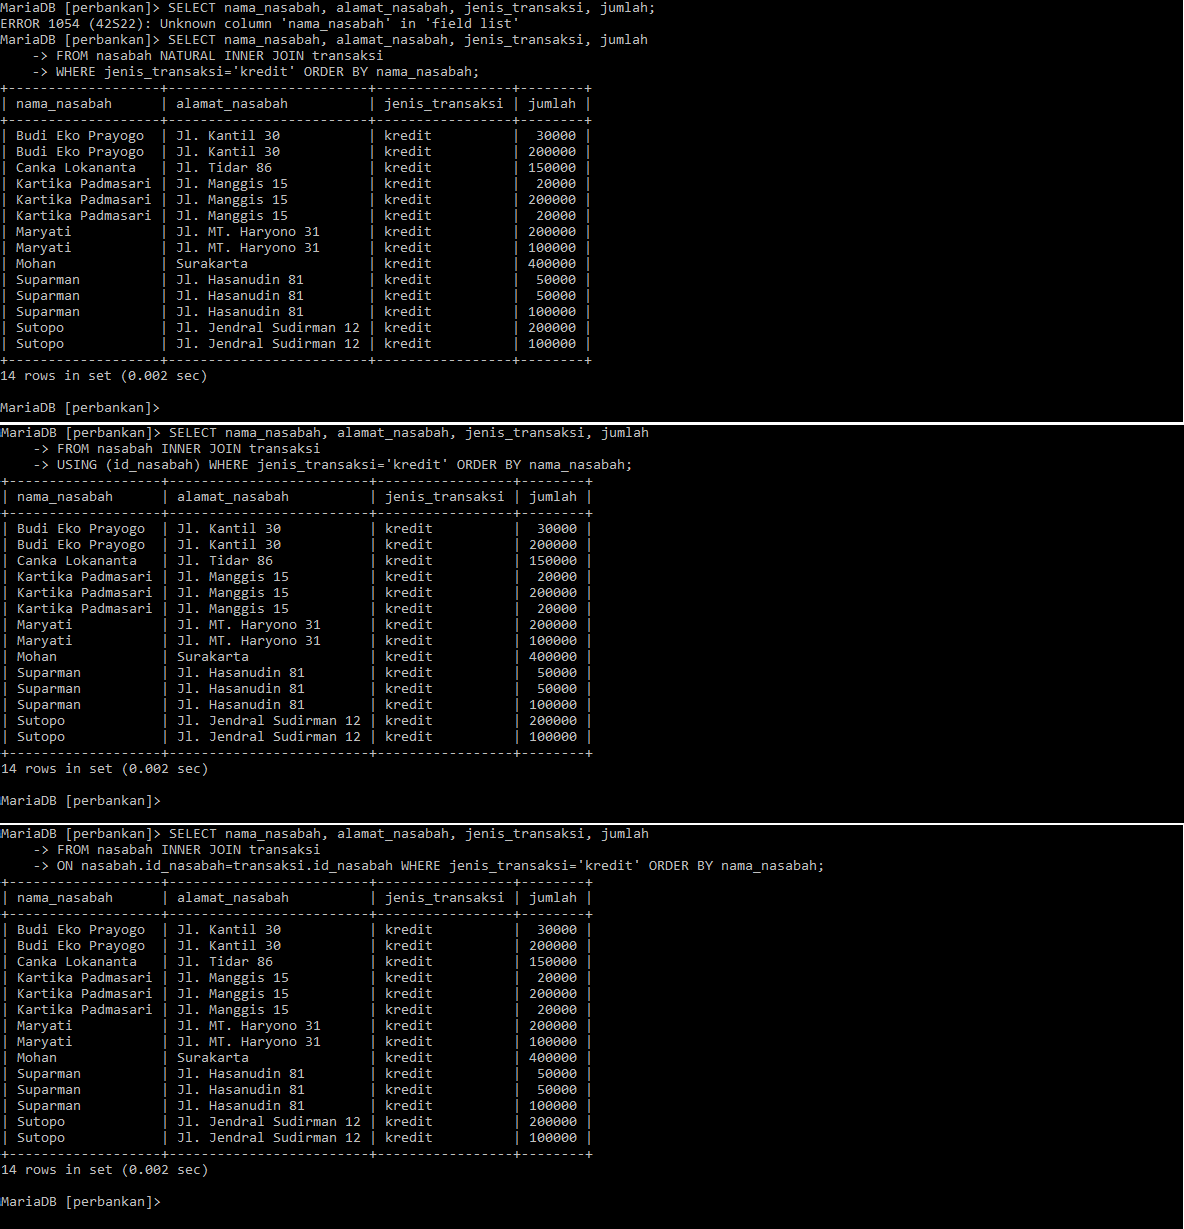 MariaDB [perbankan]> SELECT nama_nasabah, alamat_nasabah, jenis_transaksi, jumlah;
ERROR 1054 (42S22): Unknown column 'nama_nasabah' in 'field list'
MariaDB [perbankan]> SELECT nama_nasabah, alamat_nasabah, jenis_transaksi, jumlah
    -> FROM nasabah NATURAL INNER JOIN transaksi
    -> WHERE jenis_transaksi='kredit' ORDER BY nama_nasabah;
+-------------------+-------------------------+-----------------+--------+
| nama_nasabah      | alamat_nasabah          | jenis_transaksi | jumlah |
+-------------------+-------------------------+-----------------+--------+
| Budi Eko Prayogo  | Jl. Kantil 30           | kredit          |  30000 |
| Budi Eko Prayogo  | Jl. Kantil 30           | kredit          | 200000 |
| Canka Lokananta   | Jl. Tidar 86            | kredit          | 150000 |
| Kartika Padmasari | Jl. Manggis 15          | kredit          |  20000 |
| Kartika Padmasari | Jl. Manggis 15          | kredit          | 200000 |
| Kartika Padmasari | Jl. Manggis 15          | kredit          |  20000 |
| Maryati           | Jl. MT. Haryono 31      | kredit          | 200000 |
| Maryati           | Jl. MT. Haryono 31      | kredit          | 100000 |
| Mohan             | Surakarta               | kredit          | 400000 |
| Suparman          | Jl. Hasanudin 81        | kredit          |  50000 |
| Suparman          | Jl. Hasanudin 81        | kredit          |  50000 |
| Suparman          | Jl. Hasanudin 81        | kredit          | 100000 |
| Sutopo            | Jl. Jendral Sudirman 12 | kredit          | 200000 |
| Sutopo            | Jl. Jendral Sudirman 12 | kredit          | 100000 |
+-------------------+-------------------------+-----------------+--------+
14 rows in set (0.002 sec)
MariaDB [perbankan]>
MariaDB [perbankan]> SELECT nama_nasabah, alamat_nasabah, jenis_transaksi, jumlah
    -> FROM nasabah INNER JOIN transaksi
    -> USING (id_nasabah) WHERE jenis_transaksi='kredit' ORDER BY nama_nasabah;
+-------------------+-------------------------+-----------------+--------+
| nama_nasabah      | alamat_nasabah          | jenis_transaksi | jumlah |
+-------------------+-------------------------+-----------------+--------+
| Budi Eko Prayogo  | Jl. Kantil 30           | kredit          |  30000 |
| Budi Eko Prayogo  | Jl. Kantil 30           | kredit          | 200000 |
| Canka Lokananta   | Jl. Tidar 86            | kredit          | 150000 |
| Kartika Padmasari | Jl. Manggis 15          | kredit          |  20000 |
| Kartika Padmasari | Jl. Manggis 15          | kredit          | 200000 |
| Kartika Padmasari | Jl. Manggis 15          | kredit          |  20000 |
| Maryati           | Jl. MT. Haryono 31      | kredit          | 200000 |
| Maryati           | Jl. MT. Haryono 31      | kredit          | 100000 |
| Mohan             | Surakarta               | kredit          | 400000 |
| Suparman          | Jl. Hasanudin 81        | kredit          |  50000 |
| Suparman          | Jl. Hasanudin 81        | kredit          |  50000 |
| Suparman          | Jl. Hasanudin 81        | kredit          | 100000 |
| Sutopo            | Jl. Jendral Sudirman 12 | kredit          | 200000 |
| Sutopo            | Jl. Jendral Sudirman 12 | kredit          | 100000 |
+-------------------+-------------------------+-----------------+--------+
14 rows in set (0.002 sec)
MariaDB [perbankan]>
MariaDB [perbankan]> SELECT nama_nasabah, alamat_nasabah, jenis_transaksi, jumlah
    -> FROM nasabah INNER JOIN transaksi
    -> ON nasabah.id_nasabah=transaksi.id_nasabah WHERE jenis_transaksi='kredit' ORDER BY nama_nasabah;
+-------------------+-------------------------+-----------------+--------+
| nama_nasabah      | alamat_nasabah          | jenis_transaksi | jumlah |
+-------------------+-------------------------+-----------------+--------+
| Budi Eko Prayogo  | Jl. Kantil 30           | kredit          |  30000 |
| Budi Eko Prayogo  | Jl. Kantil 30           | kredit          | 200000 |
| Canka Lokananta   | Jl. Tidar 86            | kredit          | 150000 |
| Kartika Padmasari | Jl. Manggis 15          | kredit          |  20000 |
| Kartika Padmasari | Jl. Manggis 15          | kredit          | 200000 |
| Kartika Padmasari | Jl. Manggis 15          | kredit          |  20000 |
| Maryati           | Jl. MT. Haryono 31      | kredit          | 200000 |
| Maryati           | Jl. MT. Haryono 31      | kredit          | 100000 |
| Mohan             | Surakarta               | kredit          | 400000 |
| Suparman          | Jl. Hasanudin 81        | kredit          |  50000 |
| Suparman          | Jl. Hasanudin 81        | kredit          |  50000 |
| Suparman          | Jl. Hasanudin 81        | kredit          | 100000 |
| Sutopo            | Jl. Jendral Sudirman 12 | kredit          | 200000 |
| Sutopo            | Jl. Jendral Sudirman 12 | kredit          | 100000 |
+-------------------+-------------------------+-----------------+--------+
14 rows in set (0.002 sec)
MariaDB [perbankan]>